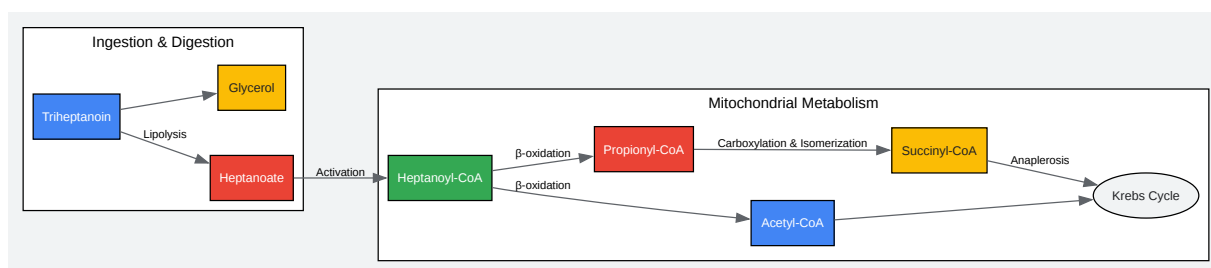 Ingestion & Digestion
Glycerol
Triheptanoin
Lipolysis
Heptanoate
Activation
Mitochondrial Metabolism
Heptanoyl-CoA
β-oxidation
Propionyl-CoA
Carboxylation & Isomerization
Succinyl-CoA
Anaplerosis
β-oxidation
Acetyl-CoA
Krebs Cycle